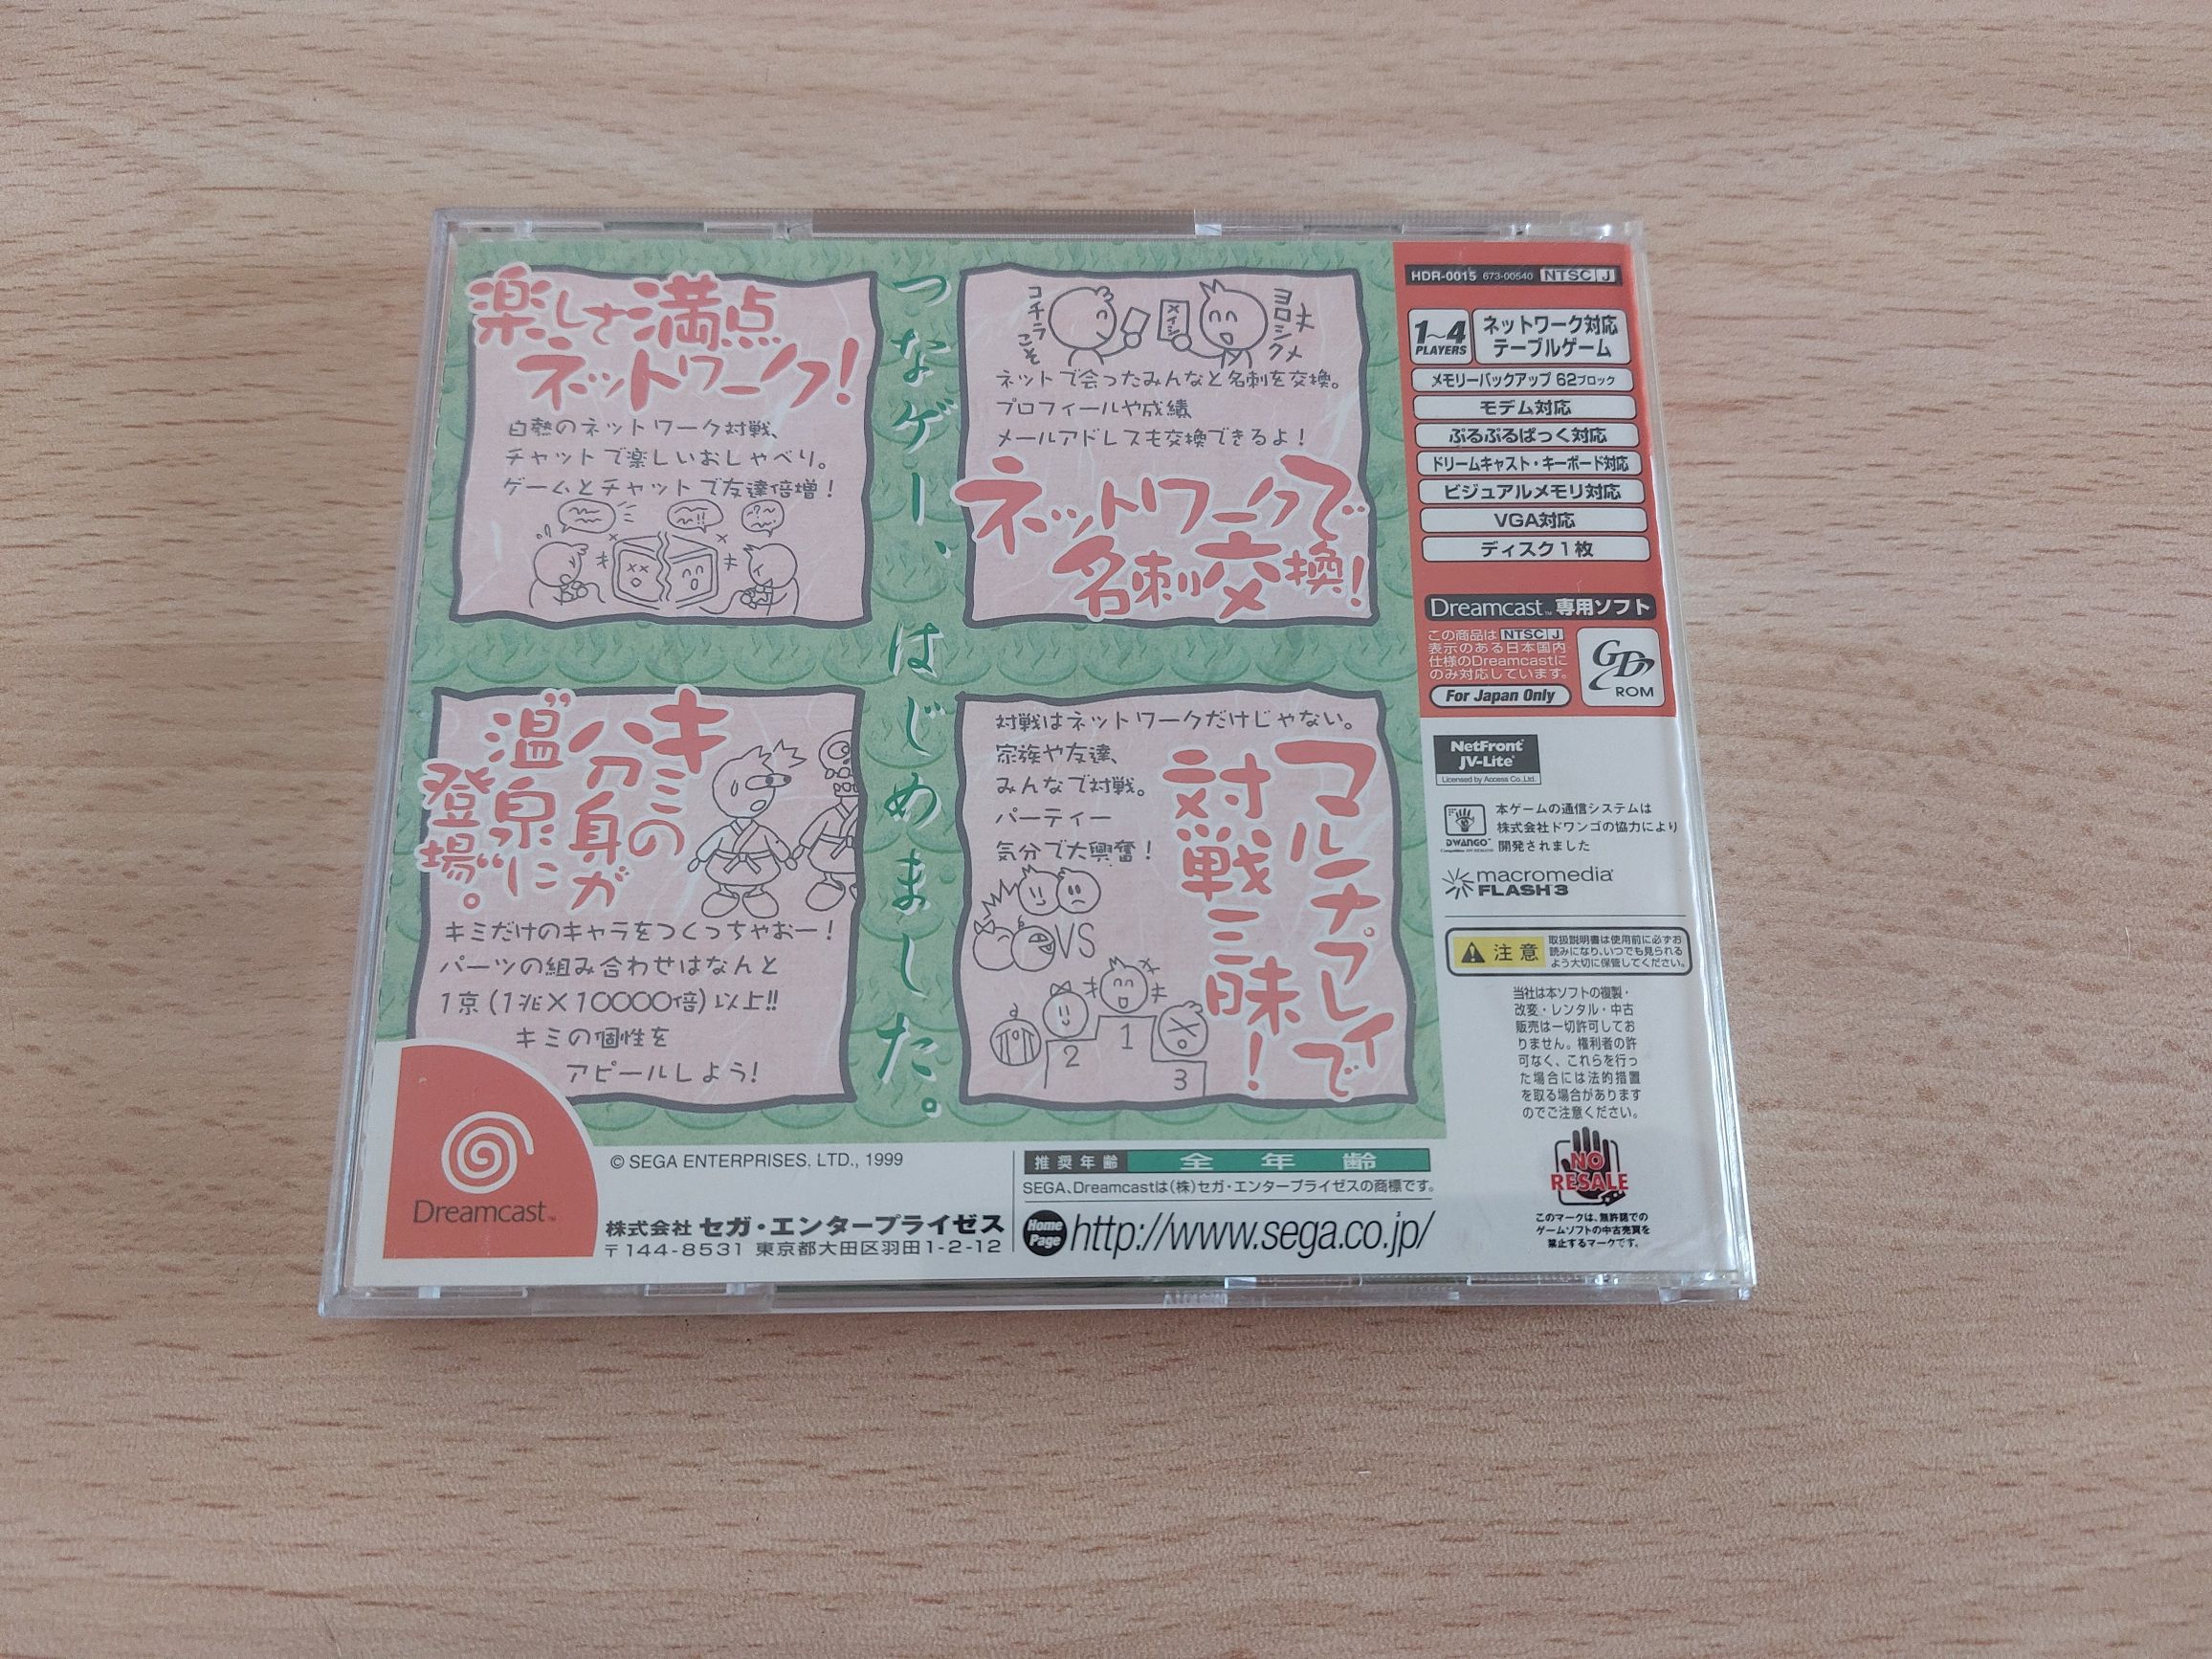 楽しさ満点
ネットワーク!
白熱のネットワーク対戦、
チャットで楽しいおしゃべり。
ゲームとチャットで友達倍増!
つなゲー、はじめました。
コチラこそ
メイシ
ヨロシクメ
ネットで会ったみんなと名刺を交換。
プロフィールや成績
メールアドレスも交換できるよ!
ネットワークで
名刺交換!
キミの
分身が
温泉に
登場。
キミだけのキャラをつくっちゃおー!
パーツの組み合わせはなんと
1京(1兆×10000倍)以上!!
キミの個性を
アピールしよう!
対戦はネットワークだけじゃない。
家族や友達、
みんなで対戦。
パーティー
気分で大興奮!
マルチプレイで
対戦三昧!
VS
1
2
3
HDR-0015 673-00540 NTSC J
1~4 PLAYERS
ネットワーク対応
テーブルゲーム
メモリーバックアップ 62ブロック
モデム対応
ぷるぷるぱっく対応
ドリームキャスト・キーボード対応
ビジュアルメモリ対応
VGA対応
ディスク1枚
Dreamcast™専用ソフト
この商品は NTSC J
表示のある日本国内
仕様のDreamcastに
のみ対応しています。
For Japan Only
GD ROM
NetFront®
JV-Lite®
Licensed by Access Co., Ltd.
DWANGO
本ゲームの通信システムは
株式会社ドワンゴの協力により
開発されました
macromedia®
FLASH 3
注意
取扱説明書は使用前に必ずお
読みになり、いつでも見られる
よう大切に保管してください。
当社は本ソフトの複製・
改変・レンタル・中古
販売は一切許可してお
りません。権利者の許
可なく、これらを行っ
た場合には法的措置
を取る場合があります
のでご注意ください。
NO
RESALE
このマークは、無許諾での
ゲームソフトの中古売買を
禁止するマークです。
Dreamcast™
© SEGA ENTERPRISES, LTD., 1999
株式会社 セガ・エンタープライゼス
〒144-8531 東京都大田区羽田1-2-12
推奨年齢 全年齢
SEGA、Dreamcastは(株)セガ・エンタープライゼスの商標です。
Home Page http://www.sega.co.jp/